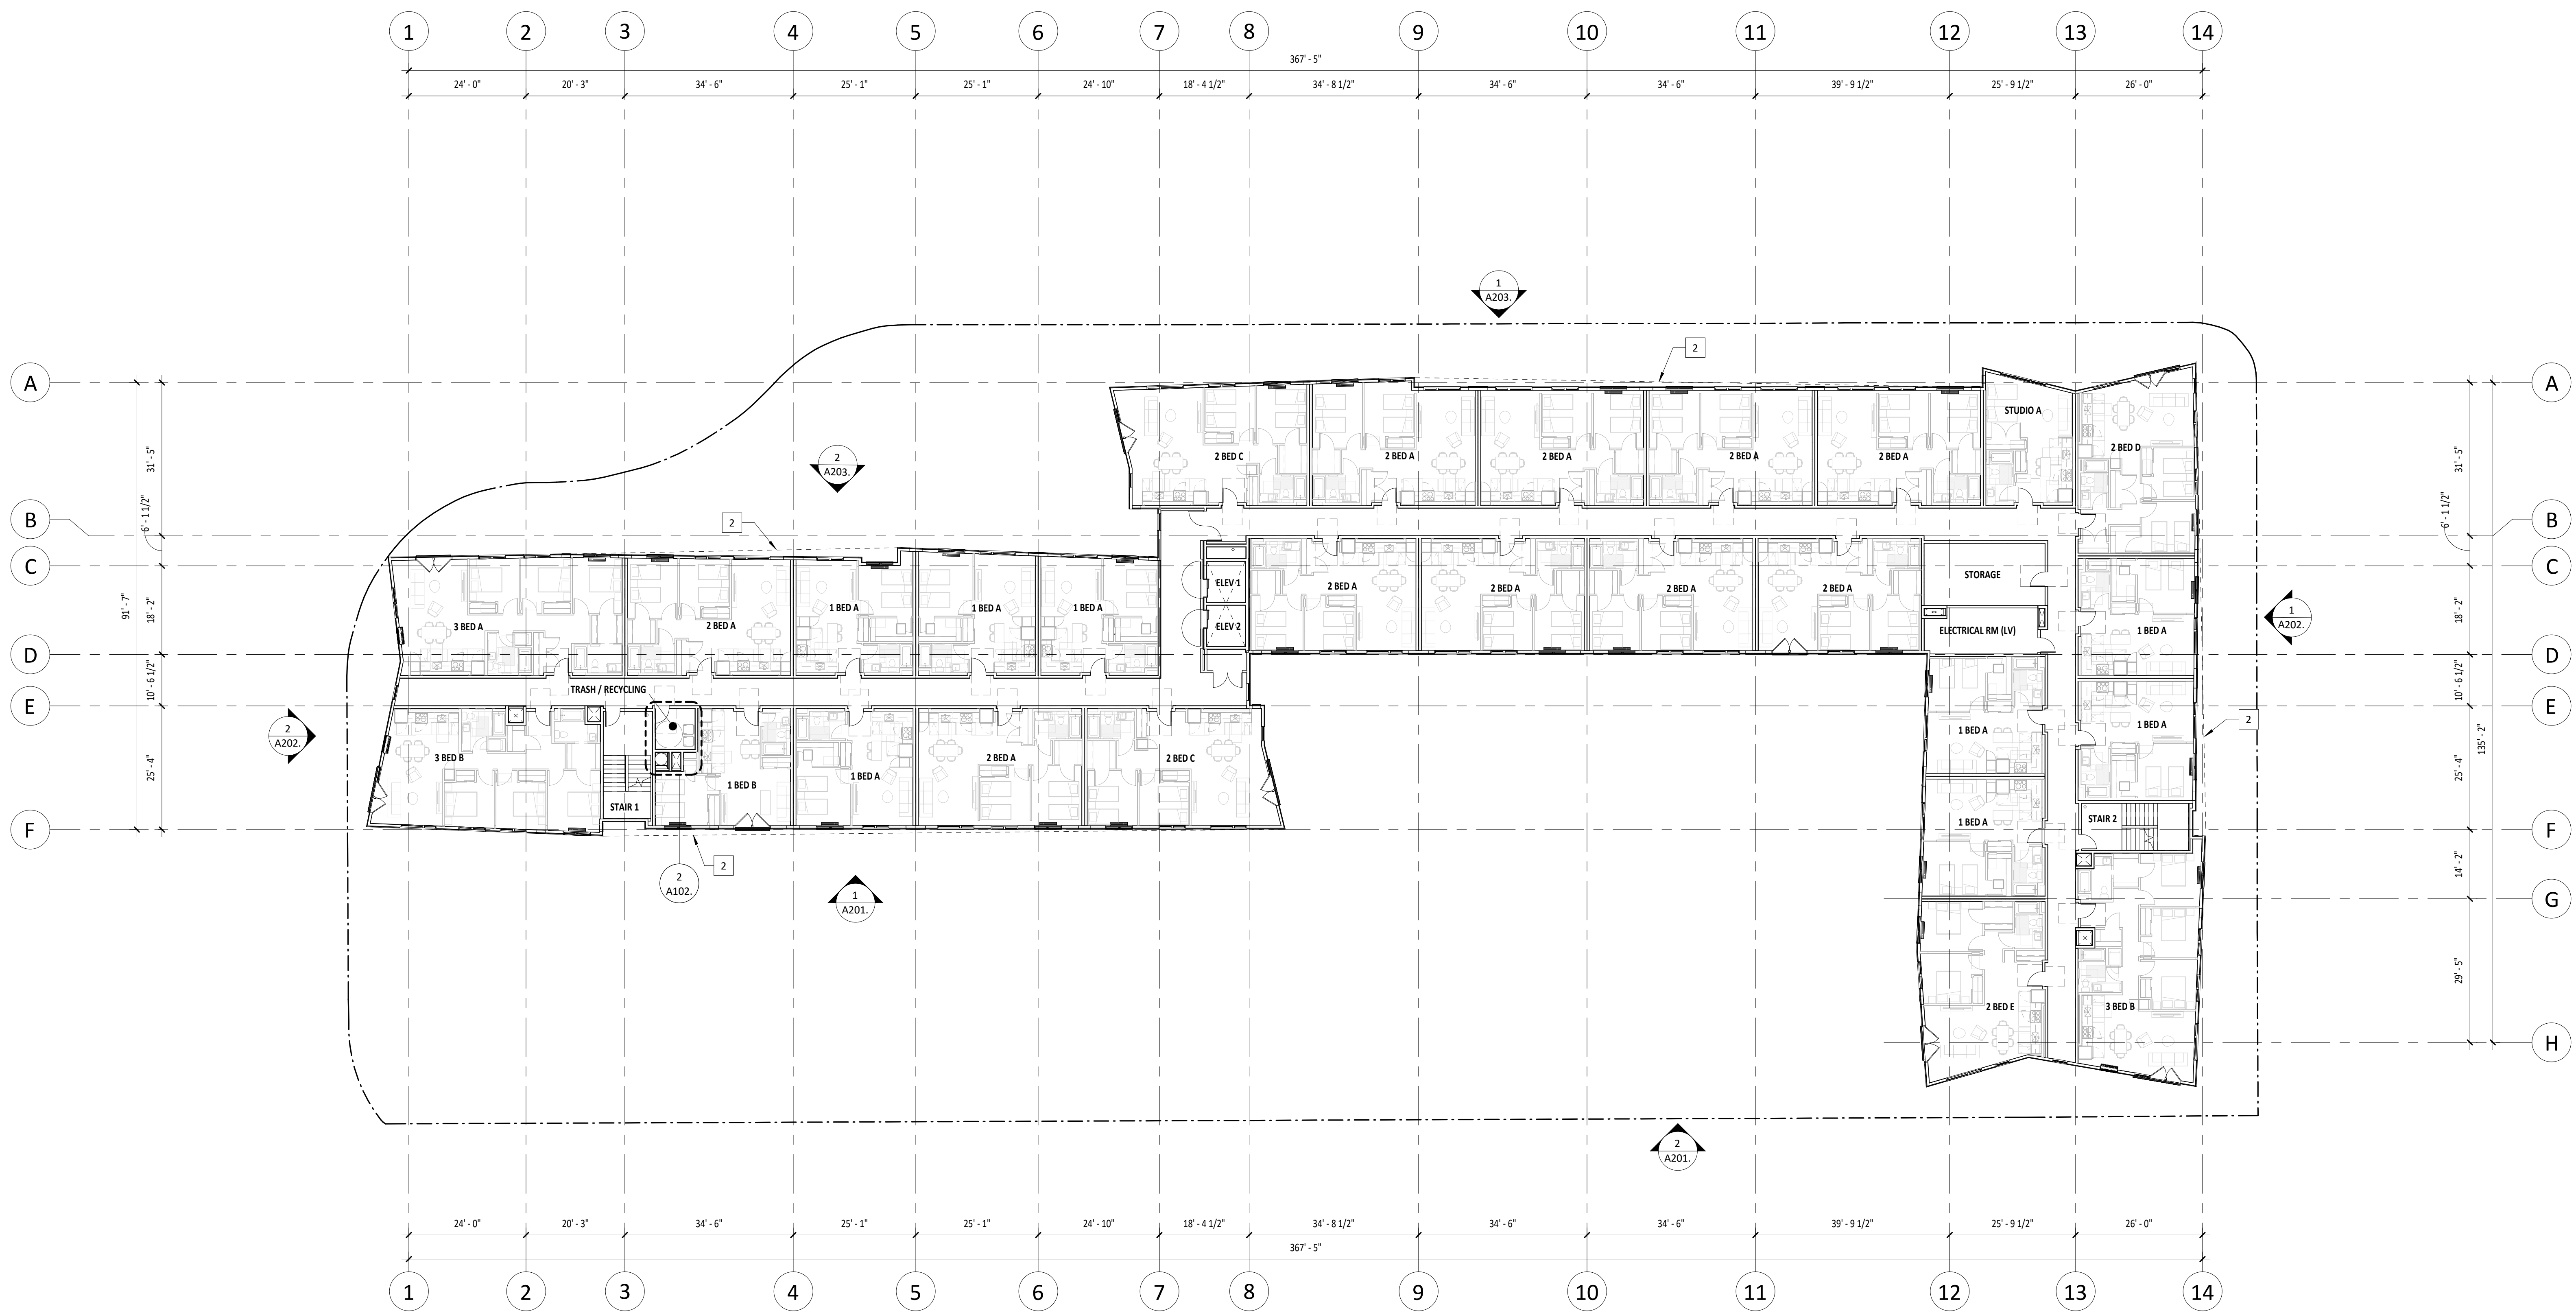 1 2 3 4 5 6 7 8 9 10 11 12 13 14
367' - 5"
24' - 0" 20' - 3" 34' - 6" 25' - 1" 25' - 1" 24' - 10" 18' - 4 1/2" 34' - 8 1/2" 34' - 6" 34' - 6" 39' - 9 1/2" 25' - 9 1/2" 26' - 0"
1
A203.
2
A A
STUDIO A
2 BED D
31' - 5" 31' - 5"
2 BED C 2 BED A 2 BED A 2 BED A 2 BED A
2
A203.
6' - 1 1/2" 6' - 1 1/2"
B B
2
C C
STORAGE
ELEV 1
2 BED A 2 BED A 2 BED A 2 BED A
91' - 7"
18' - 2" 18' - 2"
1 BED A 1 BED A 1 BED A
1
A202.
3 BED A 2 BED A
ELEV 2
ELECTRICAL RM (LV)
1 BED A
D D
10' - 6 1/2" 10' - 6 1/2"
TRASH / RECYCLING
E E
2
1 BED A
1 BED A
2
A202.
135' - 2"
3 BED B 2 BED A 2 BED C
25' - 4" 25' - 4"
1 BED A
1 BED B
STAIR 1
STAIR 2
1 BED A
F F
2
14' - 2"
2
A102.
1
A201.
G
29' - 5"
2 BED E 3 BED B
H
2
A201.
24' - 0" 20' - 3" 34' - 6" 25' - 1" 25' - 1" 24' - 10" 18' - 4 1/2" 34' - 8 1/2" 34' - 6" 34' - 6" 39' - 9 1/2" 25' - 9 1/2" 26' - 0"
367' - 5"
1 2 3 4 5 6 7 8 9 10 11 12 13 14